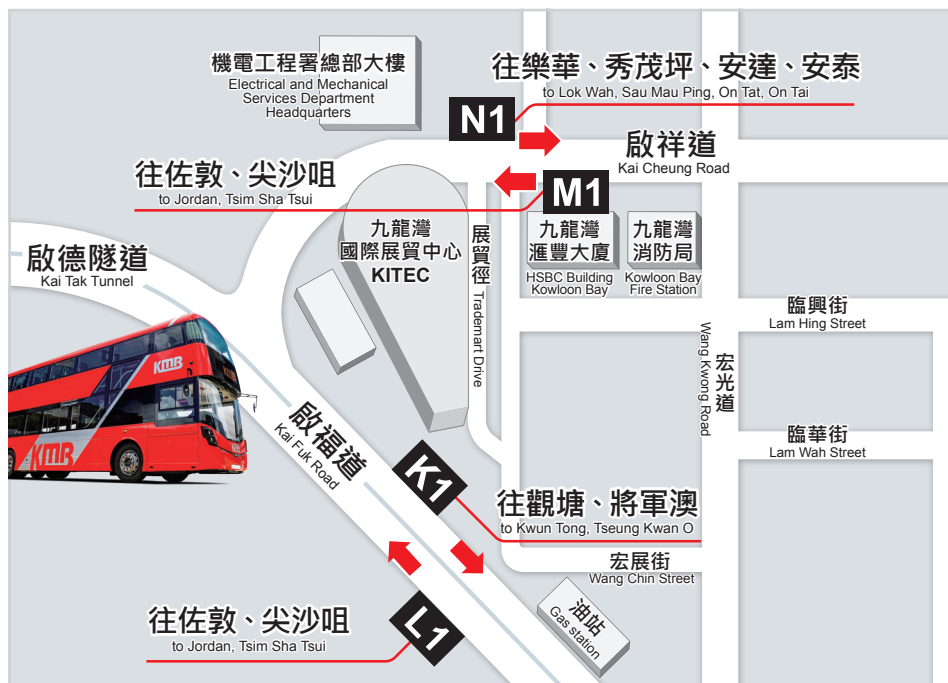 機電工程署總部大樓
Electrical and Mechanical
Services Department
Headquarters
往樂華、秀茂坪、安達、安泰
to Lok Wah, Sau Mau Ping, On Tat, On Tai
N1
啟祥道
Kai Cheung Road
往佐敦、尖沙咀
to Jordan, Tsim Sha Tsui
M1
九龍灣
國際展貿中心
KITEC
展貿徑
Trademart Drive
九龍灣
滙豐大廈
HSBC Building
Kowloon Bay
九龍灣
消防局
Kowloon Bay
Fire Station
啟德隧道
Kai Tak Tunnel
臨興街
Lam Hing Street
宏光道
Wang Kwong Road
KMB
KMB
啟福道
Kai Fuk Road
臨華街
Lam Wah Street
K1
往觀塘、將軍澳
to Kwun Tong, Tseung Kwan O
宏展街
Wang Chin Street
油站
Gas station
往佐敦、尖沙咀
to Jordan, Tsim Sha Tsui
L1